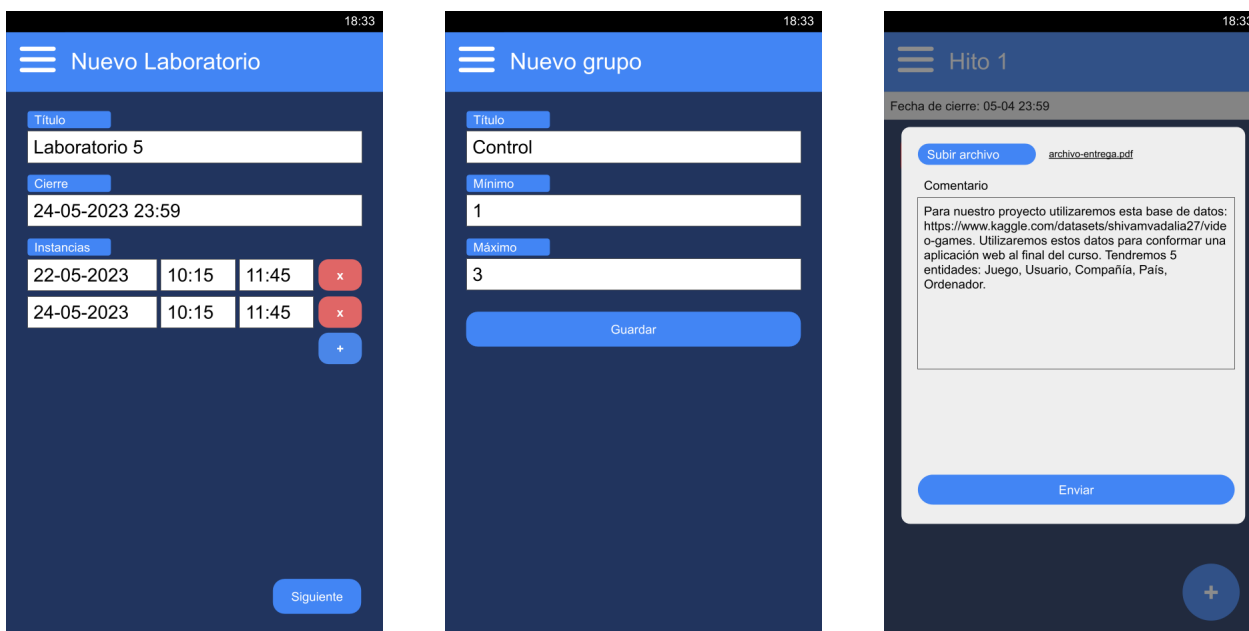 18:33
Nuevo Laboratorio
Título
Laboratorio 5
Cierre
24-05-2023 23:59
Instancias
22-05-2023 10:15 11:45 x
24-05-2023 10:15 11:45 x
+
Siguiente
18:33
Nuevo grupo
Título
Control
Mínimo
1
Máximo
3
Guardar
18:33
Hito 1
Fecha de cierre: 05-04 23:59
Subir archivo archivo-entrega.pdf
Comentario
Para nuestro proyecto utilizaremos esta base de datos:
https://www.kaggle.com/datasets/shivamvadalia27/vide
o-games. Utilizaremos estos datos para conformar una
aplicación web al final del curso. Tendremos 5
entidades: Juego, Usuario, Compañía, País,
Ordenador.
Enviar
+